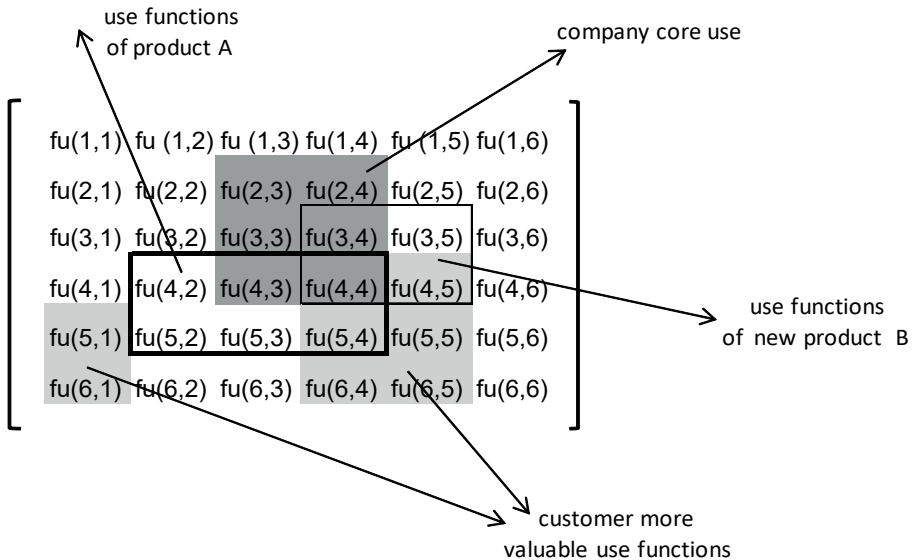 use functions
of product A
company core use
fu(1,1) fu (1,2) fu (1,3) fu(1,4) fu (1,5) fu(1,6)
fu(2,1) fu(2,2) fu(2,3) fu(2,4) fu(2,5) fu(2,6)
fu(3,1) fu(3,2) fu(3,3) fu(3,4) fu(3,5) fu(3,6)
fu(4,1) fu(4,2) fu(4,3) fu(4,4) fu(4,5) fu(4,6)
fu(5,1) fu(5,2) fu(5,3) fu(5,4) fu(5,5) fu(5,6)
fu(6,1) fu(6,2) fu(6,3) fu(6,4) fu(6,5) fu(6,6)
use functions
of new product B
customer more
valuable use functions